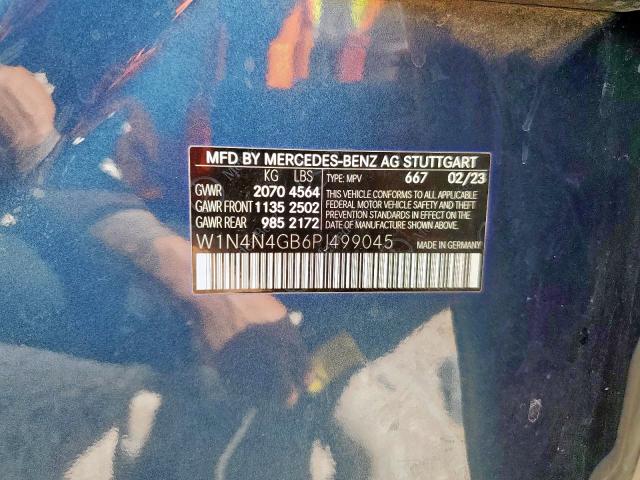 MFD BY MERCEDES-BENZ AG STUTTGART
KG LBS TYPE: MPV 667 02/23
GVWR 2070 4564
GAWR FRONT 1135 2502
GAWR REAR 985 2172
THIS VEHICLE CONFORMS TO ALL APPLICABLE
FEDERAL MOTOR VEHICLE SAFETY, AND THEFT
PREVENTION STANDARDS IN EFFECT ON THE DATE
OF MANUFACTURE SHOWN ABOVE.
W1N4N4GB6PJ499045 MADE IN GERMANY